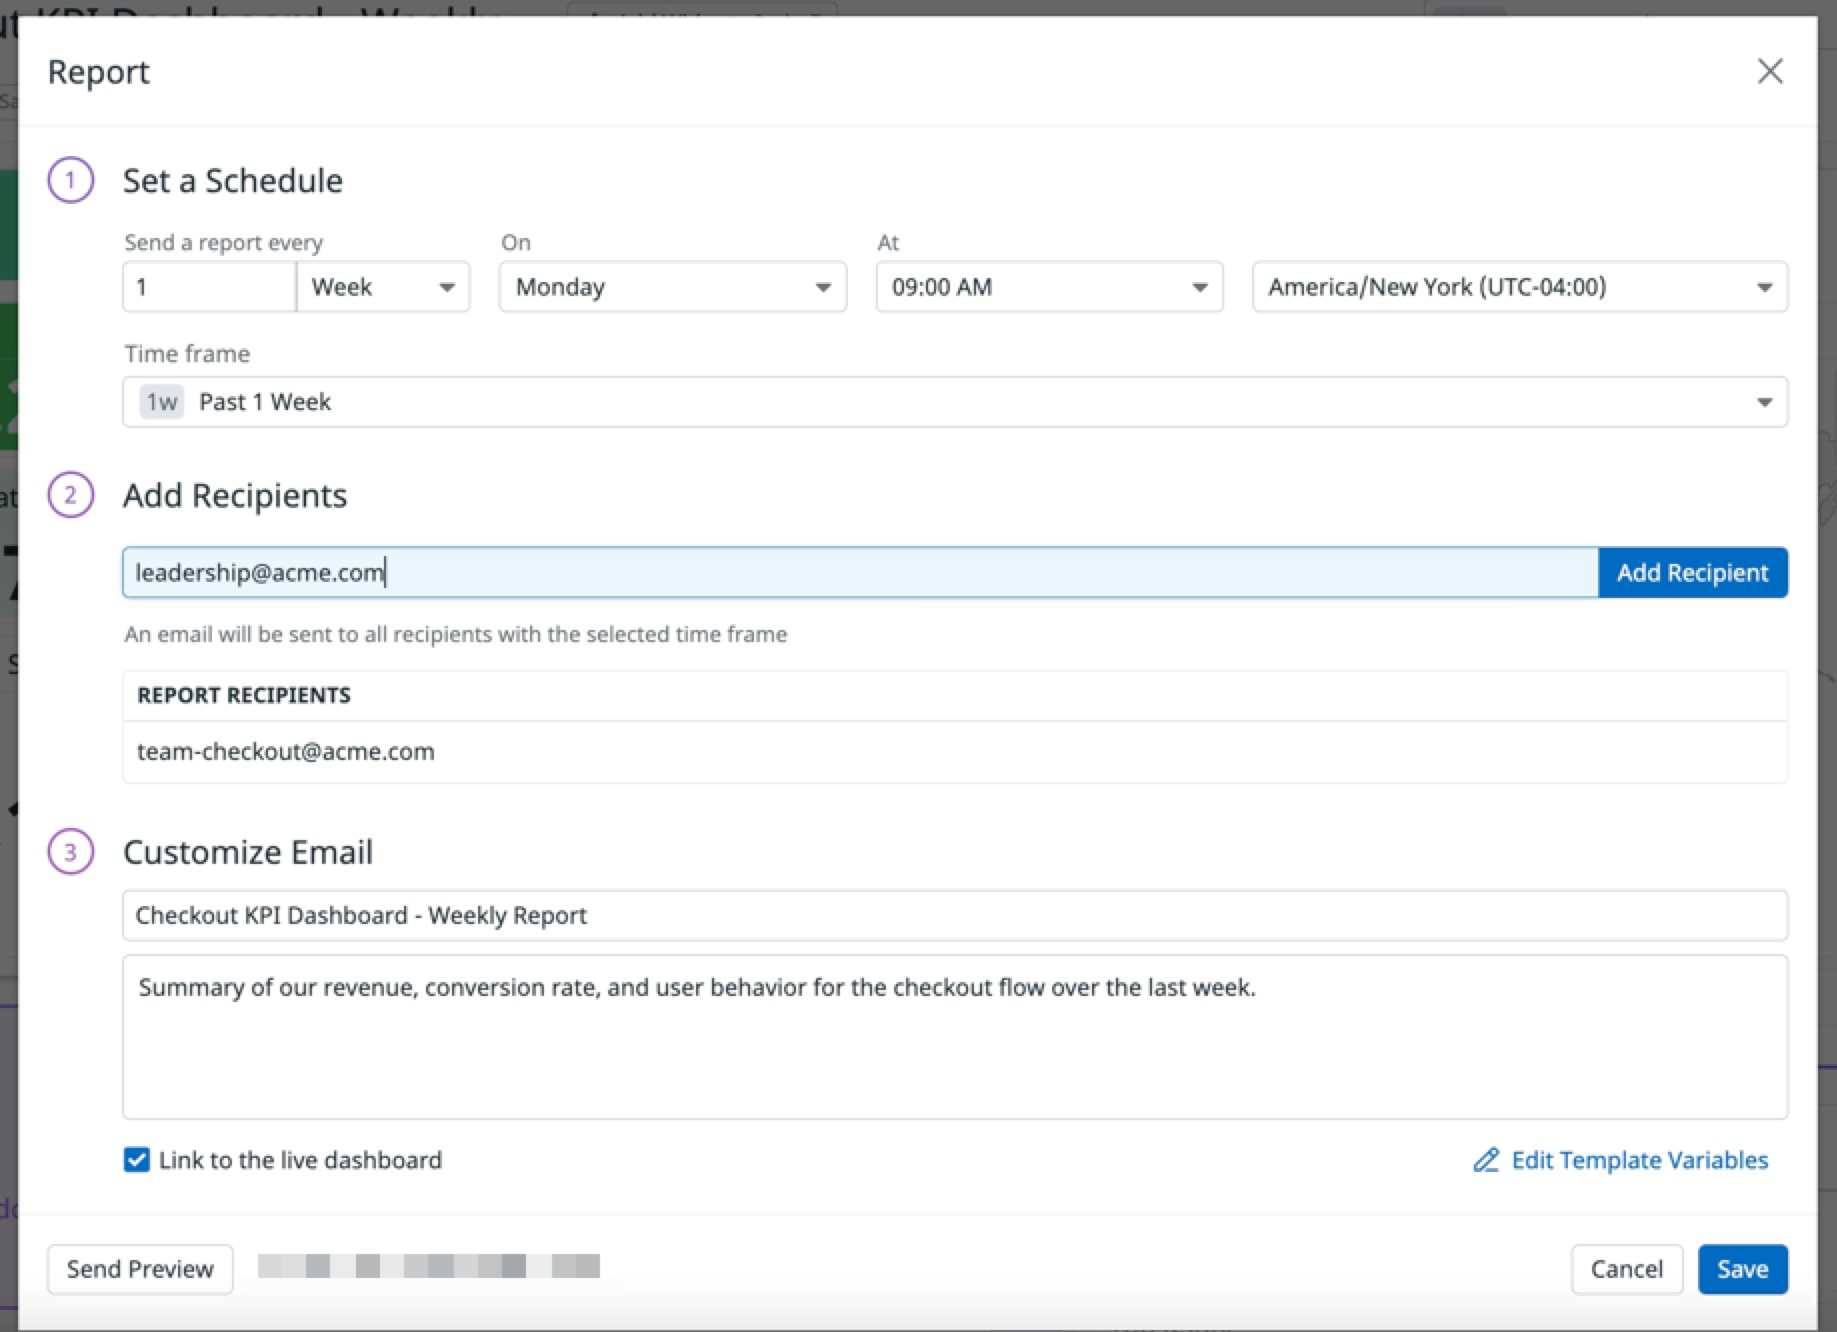 KPI Dashboard - Weekly
Report
1 Set a Schedule
Send a report every On At
1 Week Monday 09:00 AM America/New York (UTC-04:00)
Time frame
1w Past 1 Week
2 Add Recipients
leadership@acme.com Add Recipient
An email will be sent to all recipients with the selected time frame
REPORT RECIPIENTS
team-checkout@acme.com
3 Customize Email
Checkout KPI Dashboard - Weekly Report
Summary of our revenue, conversion rate, and user behavior for the checkout flow over the last week.
Link to the live dashboard Edit Template Variables
Send Preview Cancel Save